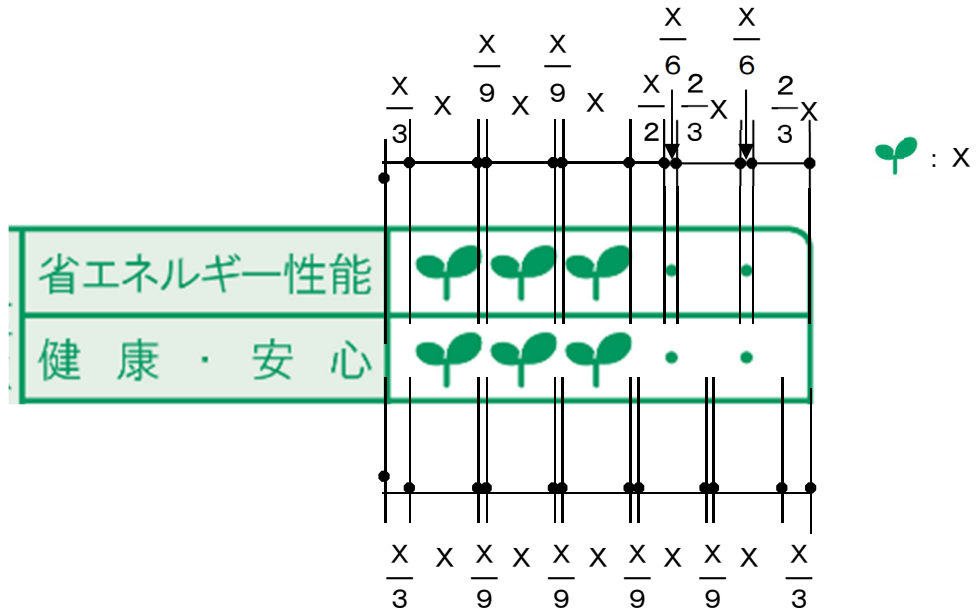 x/6 x/6
x/3 x x/9 x x/9 x x/2 2/3 x 2/3 x
: x
省エネルギー性能
健康・安心
x/3 x x/9 x x/9 x x/9 x x/9 x x/3